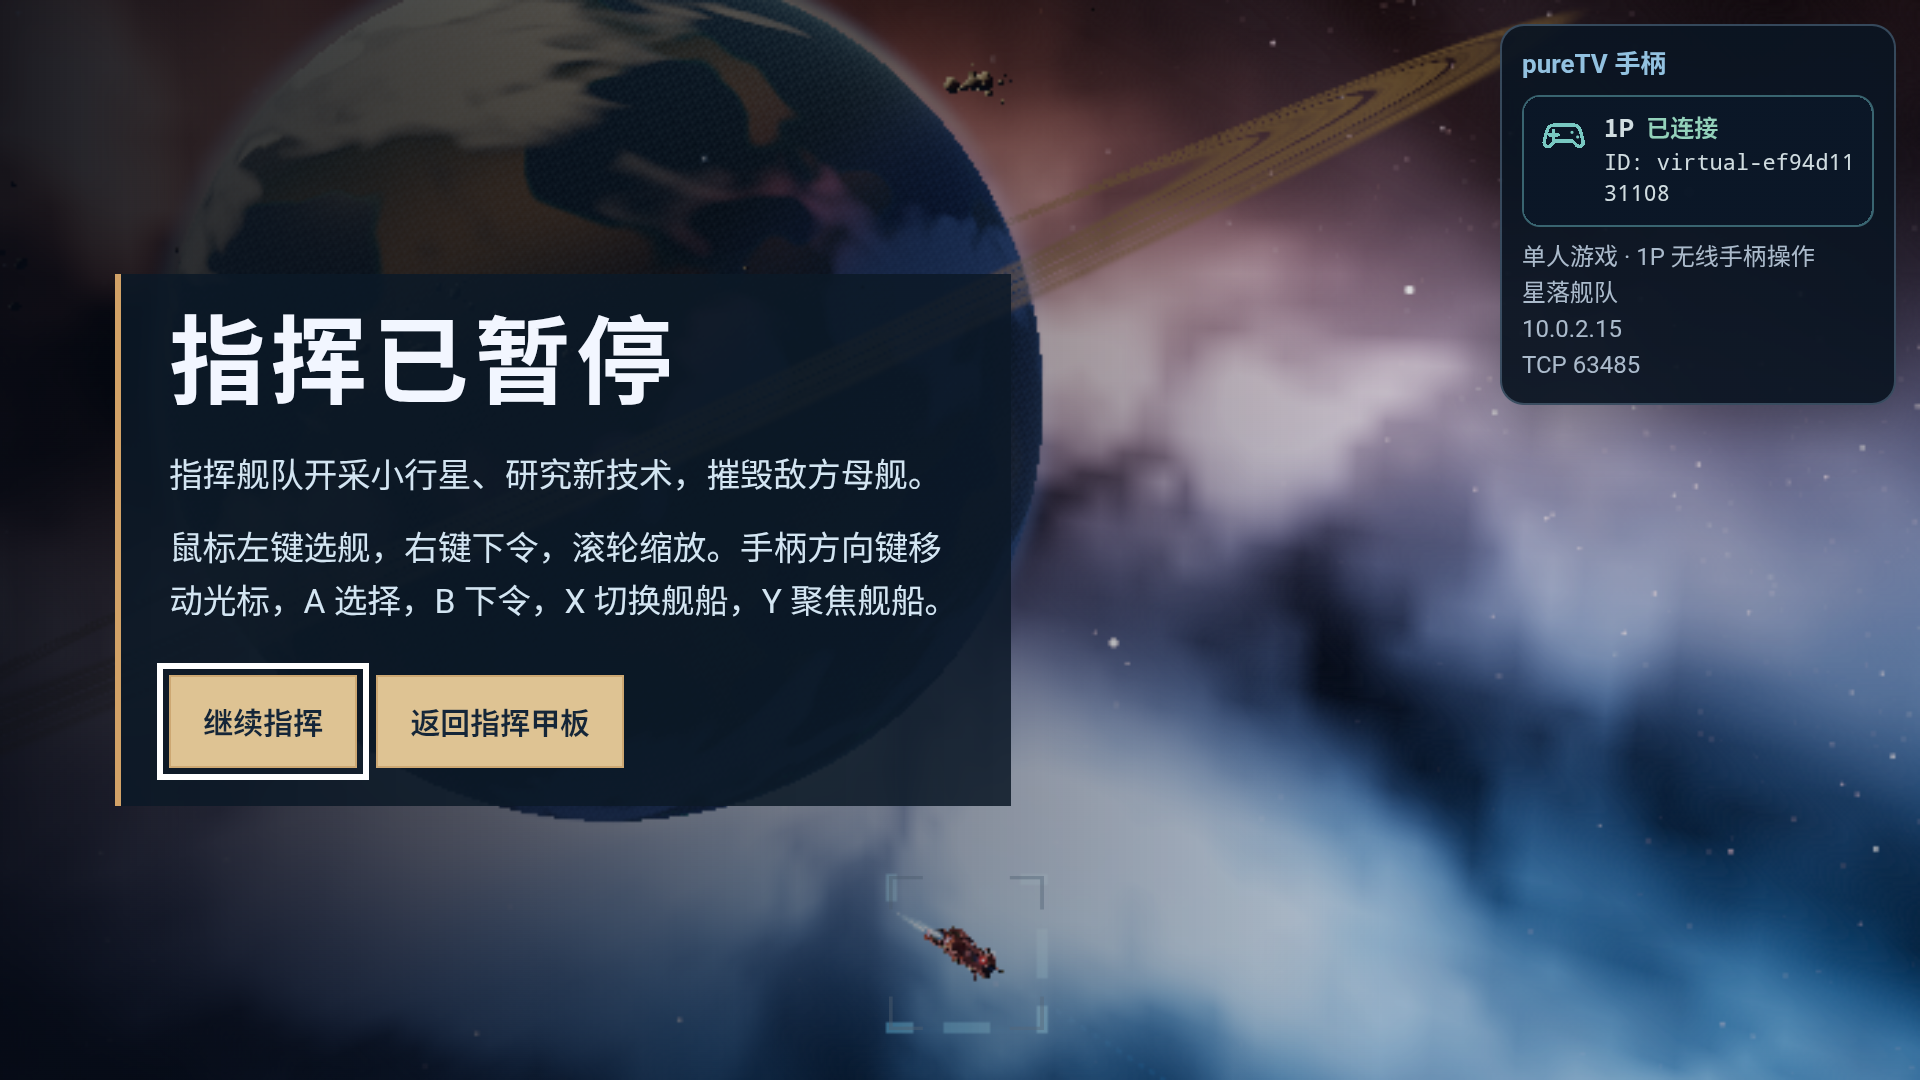 指挥已暂停
指挥舰队开采小行星、研究新技术，摧毁敌方母舰。
鼠标左键选舰，右键下令，滚轮缩放。手柄方向键移
动光标，A 选择，B 下令，X 切换舰船，Y 聚焦舰船。
继续指挥
返回指挥甲板
pureTV 手柄
1P 已连接
ID: virtual-ef94d11
31108
单人游戏 · 1P 无线手柄操作
星落舰队
10.0.2.15
TCP 63485